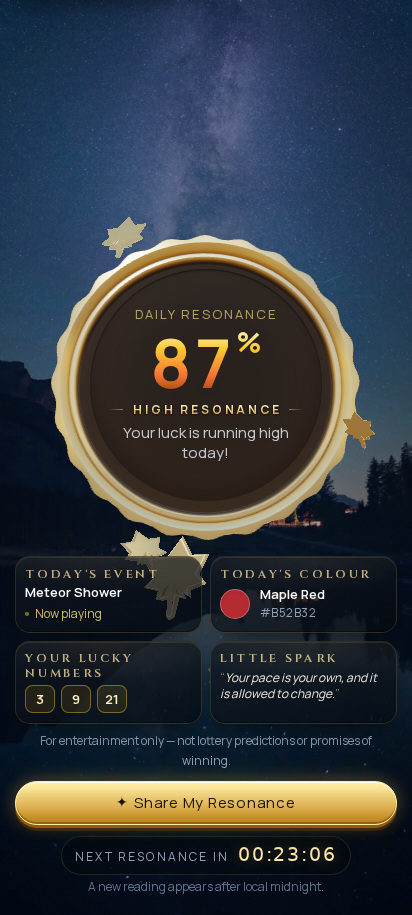 DAILY RESONANCE
87%
HIGH RESONANCE
Your luck is running high
today!
TODAY'S EVENT
Meteor Shower
Now playing
TODAY'S COLOUR
Maple Red
#B52B32
YOUR LUCKY
NUMBERS
3 9 21
LITTLE SPARK
"Your pace is your own, and it
is allowed to change."
For entertainment only — not lottery predictions or promises of
winning.
✦ Share My Resonance
NEXT RESONANCE IN 00:23:06
A new reading appears after local midnight.